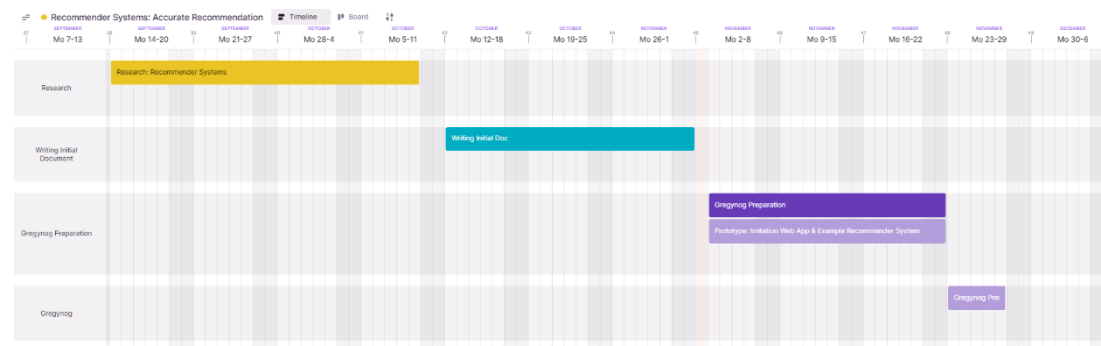 Recommender Systems: Accurate Recommendation Timeline Board
37 SEPTEMBER 38 SEPTEMBER 39 SEPTEMBER 40 OCTOBER 41 OCTOBER 42 OCTOBER OCTOBER NOVEMBER 45 NOVEMBER 46 NOVEMBER NOVEMBER 48 NOVEMBER DECEMBER
Mo 7-13 Mo 14-20 Mo 21-27 Mo 28-4 Mo 5-11 Mo 12-18 Mo 19-25 Mo 26-1 Mo 2-8 Mo 9-15 Mo 16-22 Mo 23-29 Mo 30-6
Research: Recommender Systems
Research
Writing Initial Doc
Writing Initial
Document
Gregynog Preparation
Prototype: Imitation Web App & Example Recommender System
Gregynog Preparation
Gregynog Pre
Gregynog